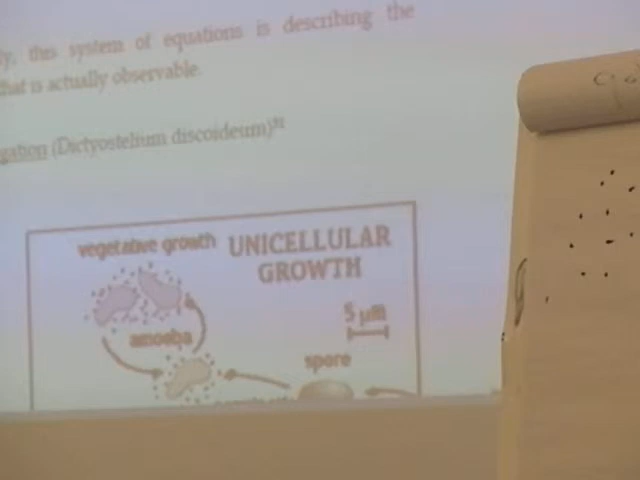 this system of equations is describing the
that is actually observable.
(Dictyostelium discoideum)
vegetative growth
UNICELLULAR
GROWTH
5 µm
amoeba
spore